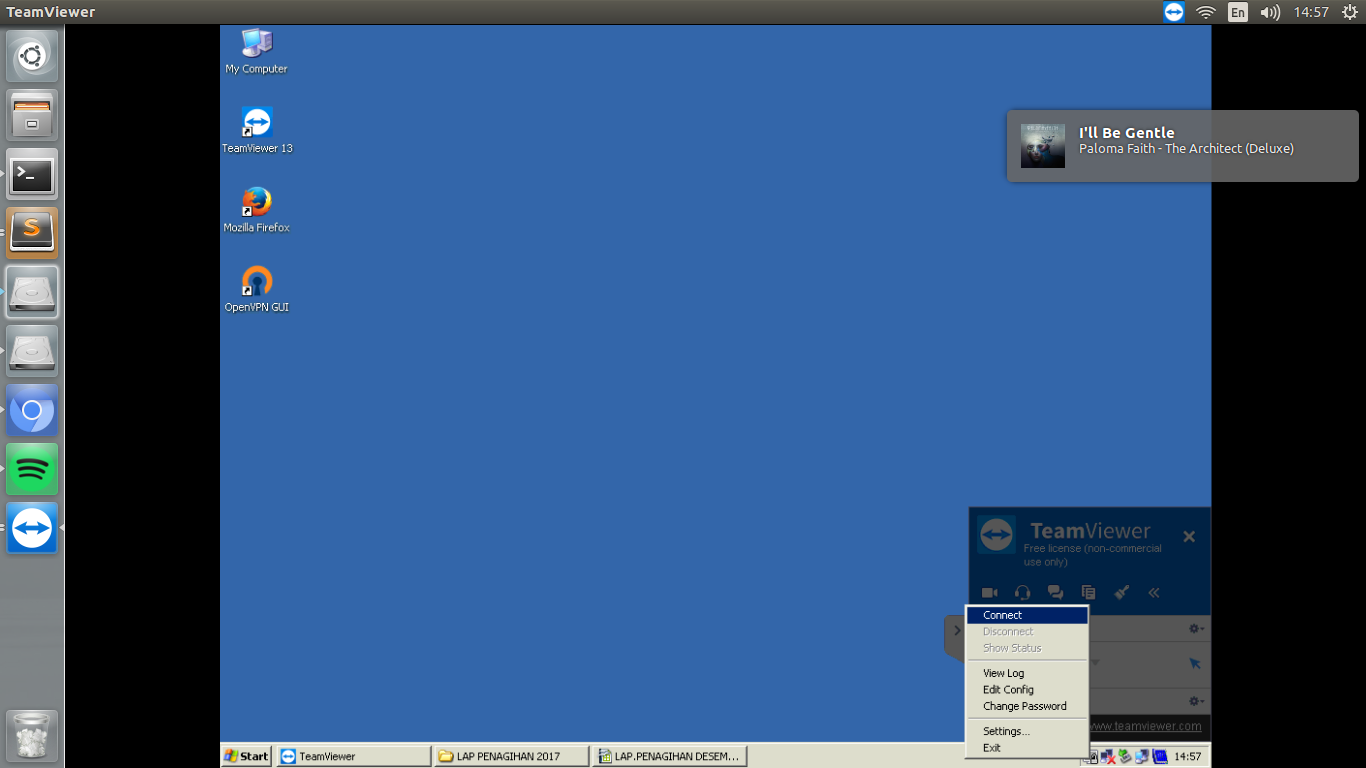 TeamViewer
En
14:57
My Computer
TeamViewer 13
Mozilla Firefox
OpenVPN GUI
I'll Be Gentle
Paloma Faith - The Architect (Deluxe)
TeamViewer
Free license (non-commercial
use only)
Connect
Disconnect
Show Status
View Log
Edit Config
Change Password
Settings...
Exit
www.teamviewer.com
Start
TeamViewer
LAP PENAGIHAN 2017
LAP.PENAGIHAN DESEM...
14:57